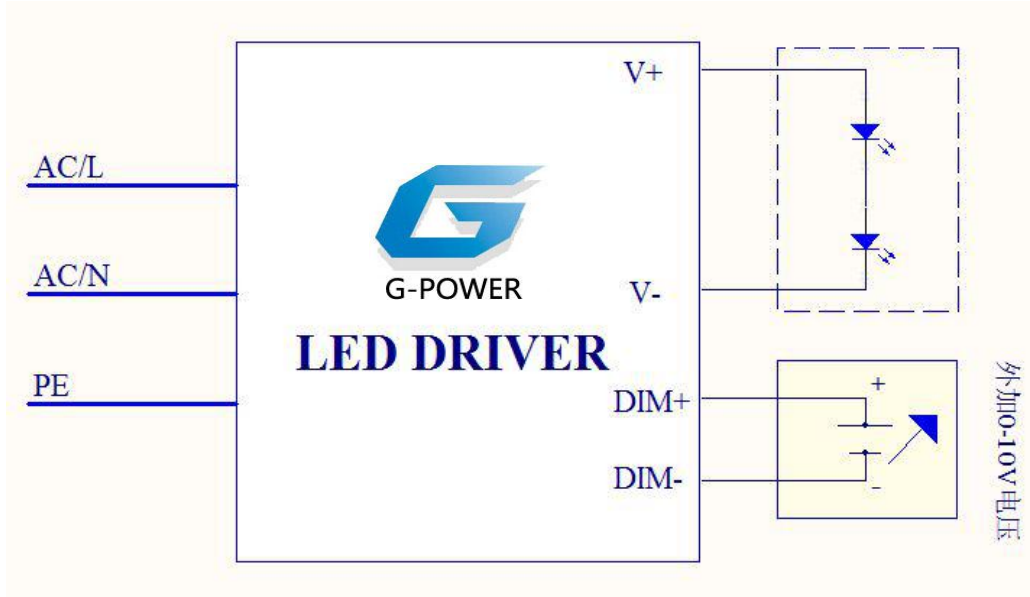 AC/L
AC/N
PE
G-POWER
LED DRIVER
V+
V-
DIM+
DIM-
+
-
外加0-10V电压